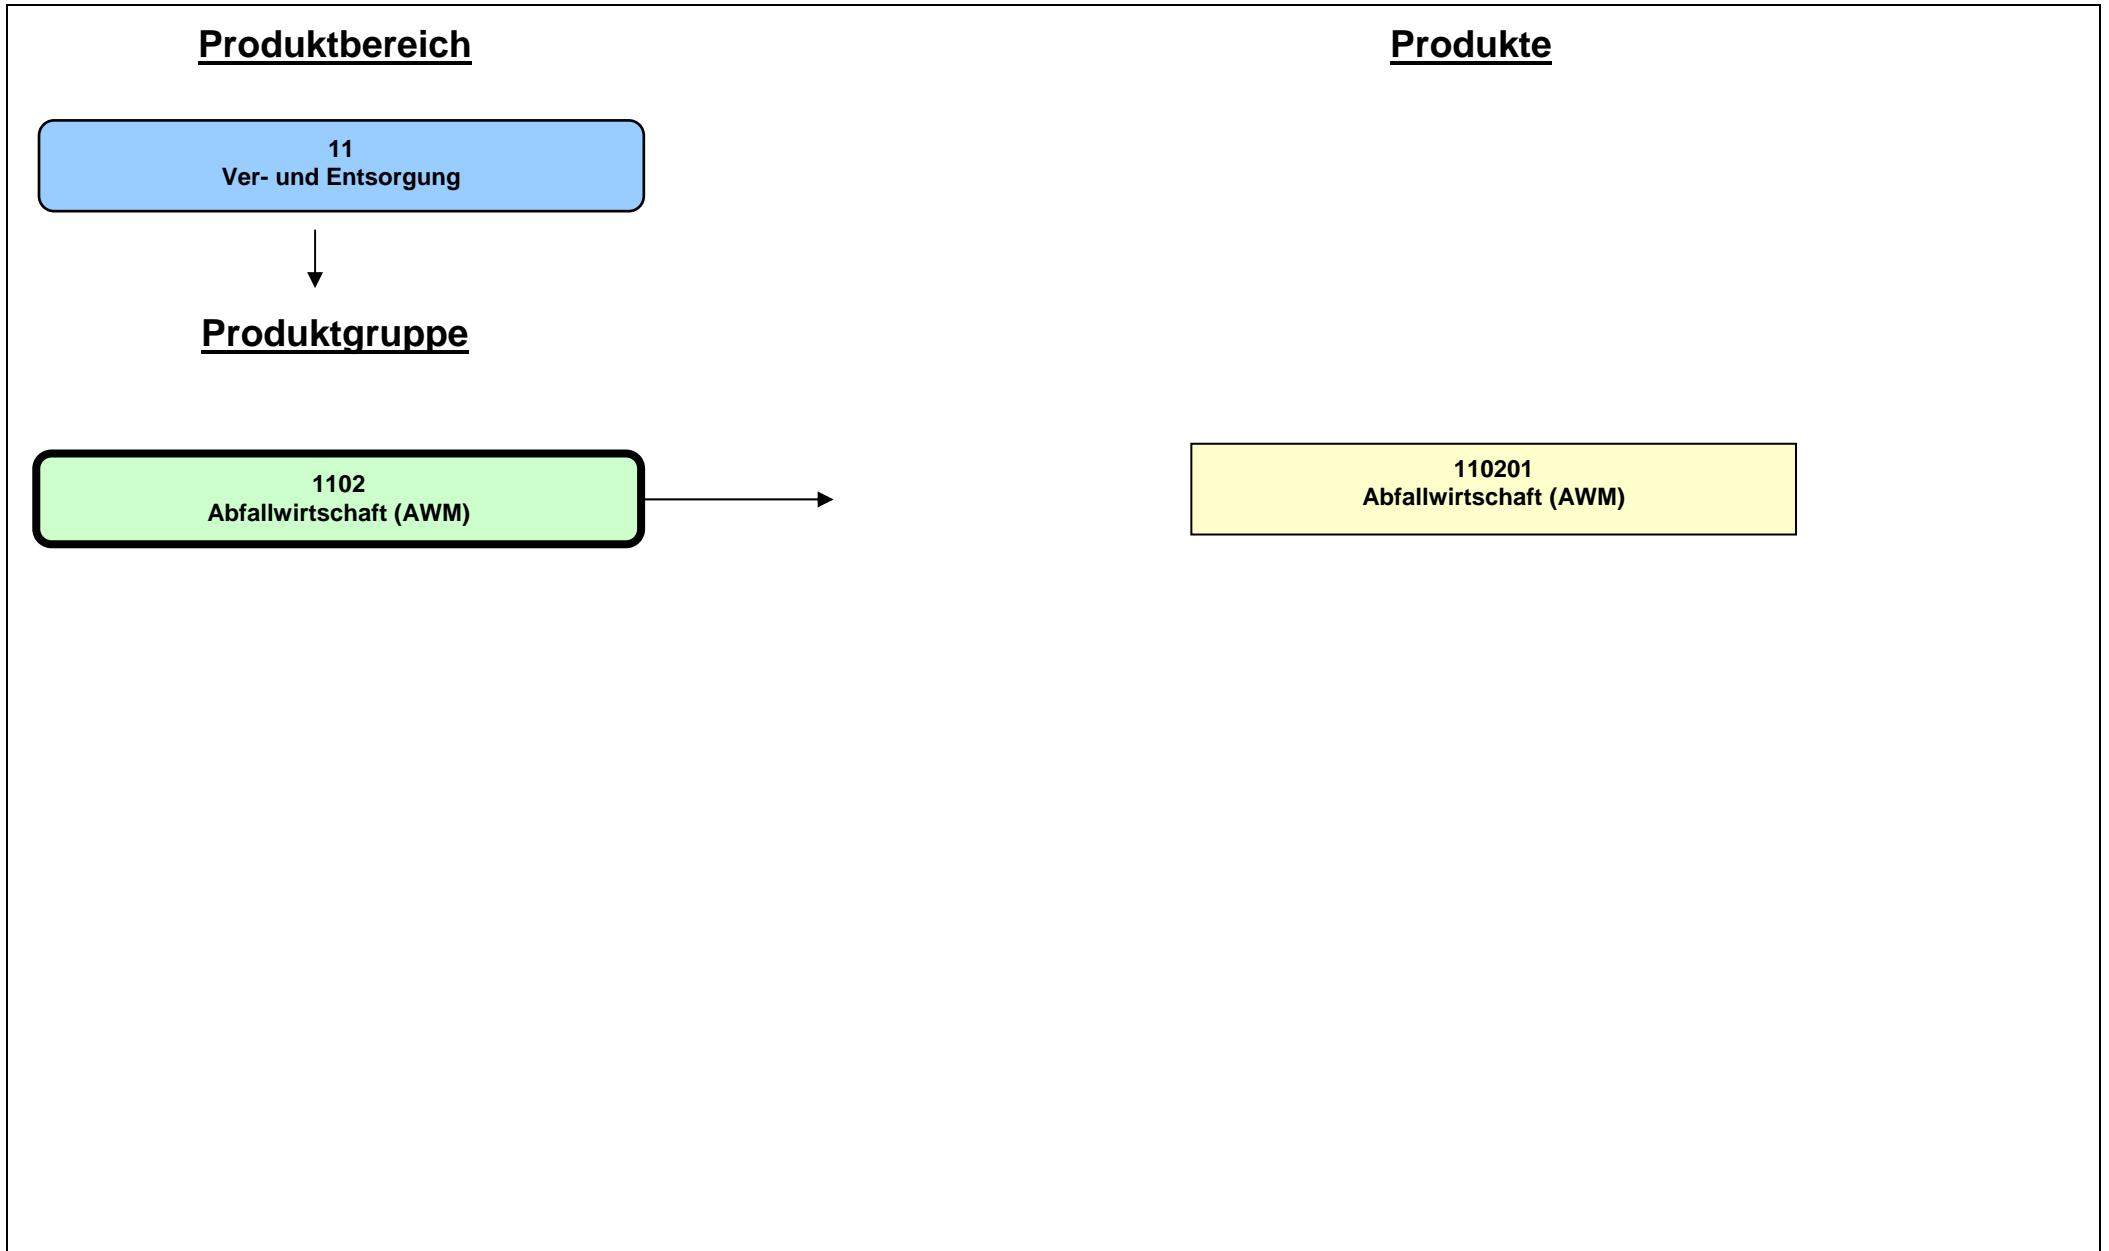 Produktbereich
Produkte
11
Ver- und Entsorgung
Produktgruppe
1102
Abfallwirtschaft (AWM)
110201
Abfallwirtschaft (AWM)